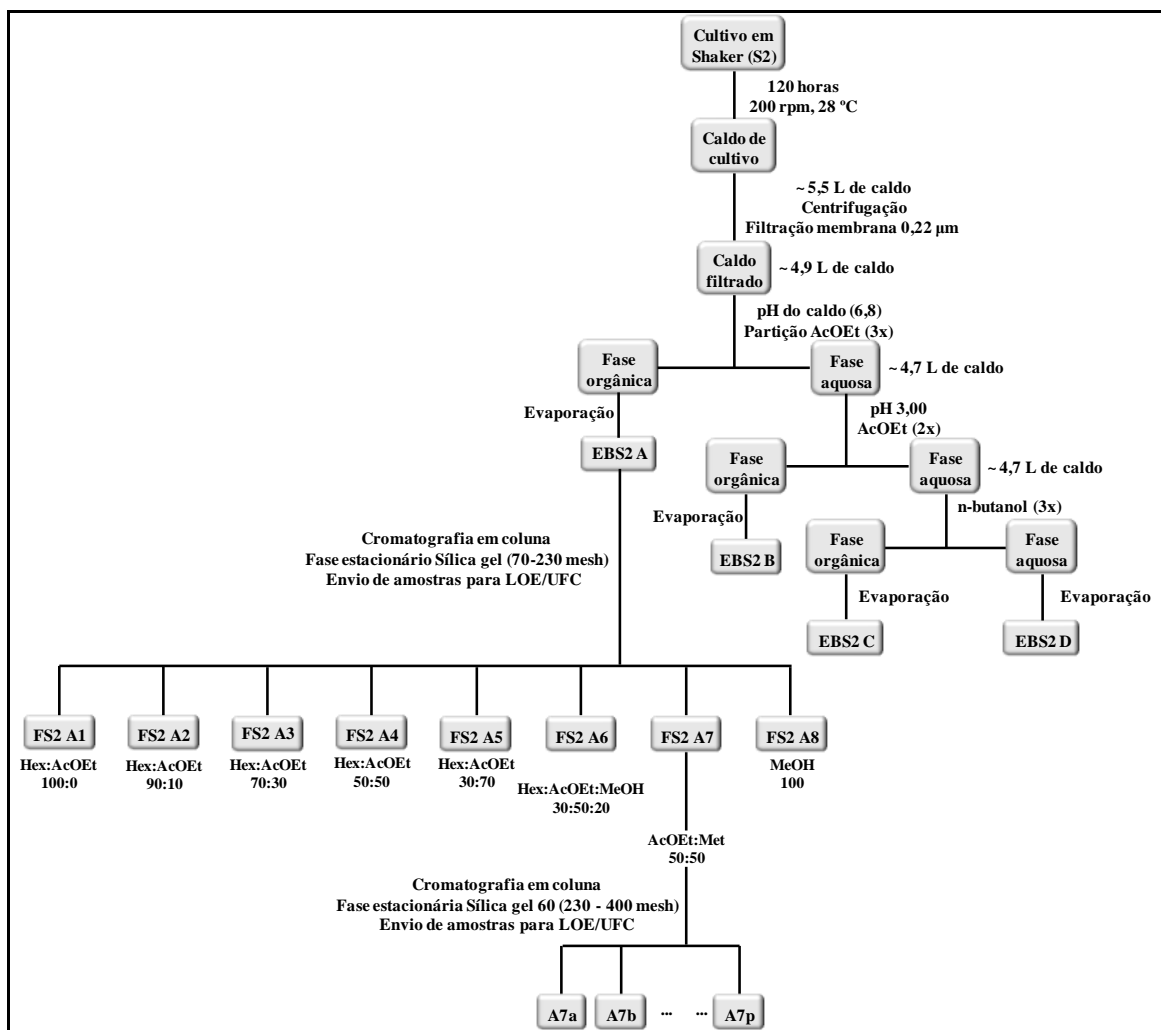 Cultivo em
Shaker (S2)
120 horas
200 rpm, 28 ºC
Caldo de
cultivo
~ 5,5 L de caldo
Centrifugação
Filtração membrana 0,22 µm
Caldo
filtrado
~ 4,9 L de caldo
pH do caldo (6,8)
Partição AcOEt (3x)
Fase
orgânica
Fase
aquosa
~ 4,7 L de caldo
Evaporação
pH 3,00
AcOEt (2x)
EBS2 A
Fase
orgânica
Fase
aquosa
~ 4,7 L de caldo
Evaporação
n-butanol (3x)
EBS2 B
Fase
orgânica
Fase
aquosa
Evaporação
Evaporação
EBS2 C
EBS2 D
Cromatografia em coluna
Fase estacionário Sílica gel (70-230 mesh)
Envio de amostras para LOE/UFC
FS2 A1
FS2 A2
FS2 A3
FS2 A4
FS2 A5
FS2 A6
FS2 A7
FS2 A8
Hex:AcOEt
100:0
Hex:AcOEt
90:10
Hex:AcOEt
70:30
Hex:AcOEt
50:50
Hex:AcOEt
30:70
Hex:AcOEt:MeOH
30:50:20
MeOH
100
AcOEt:Met
50:50
Cromatografia em coluna
Fase estacionária Sílica gel 60 (230 - 400 mesh)
Envio de amostras para LOE/UFC
A7a
A7b
... ...
A7p